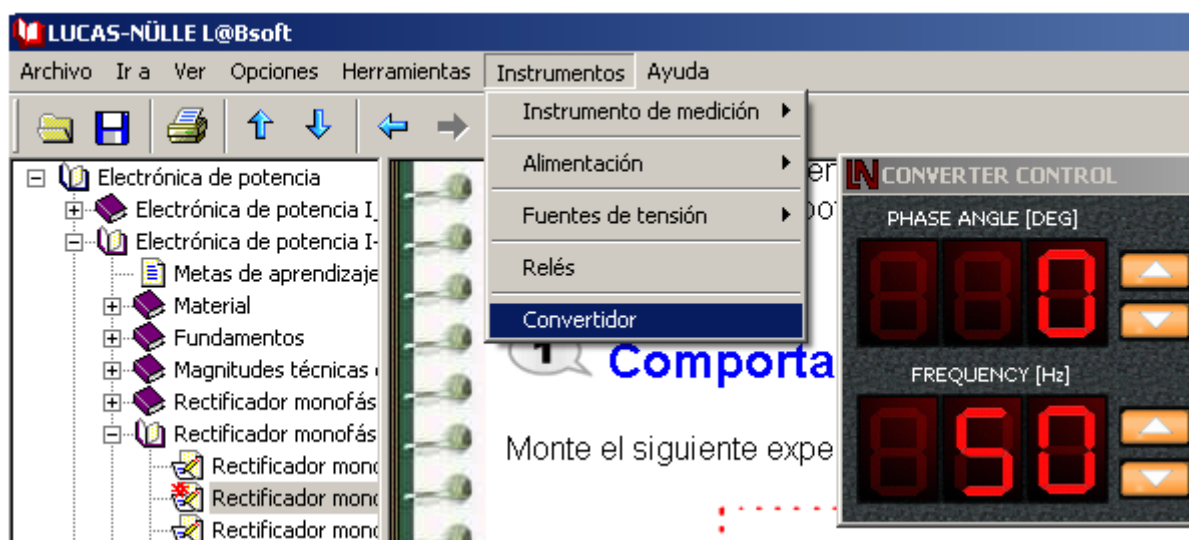 LUCAS-NÜLLE L@Bsoft
Archivo Ir a Ver Opciones Herramientas Instrumentos Ayuda
Instrumento de medición
Alimentación
Fuentes de tensión
Relés
Convertidor
Electrónica de potencia
Electrónica de potencia I_
Electrónica de potencia I-
Metas de aprendizaje
Material
Fundamentos
Magnitudes técnicas
Rectificador monofás
Rectificador monofás
Rectificador mono
Rectificador mono
Rectificador mono
1 Comporta
Monte el siguiente expe
LN CONVERTER CONTROL
PHASE ANGLE [DEG]
0
FREQUENCY [Hz]
50